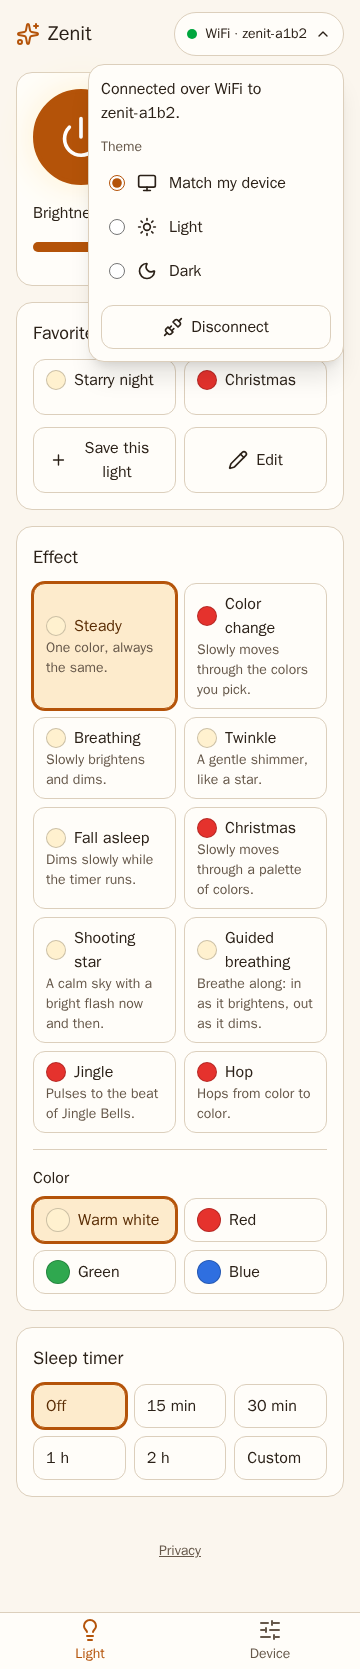 Zenit
WiFi · zenit-a1b2
Connected over WiFi to
zenit-a1b2.
Theme
Match my device
Light
Dark
Disconnect
Starry night
Christmas
Save this
light
Edit
Effect
Steady
One color, always
the same.
Color
change
Slowly moves
through the colors
you pick.
Breathing
Slowly brightens
and dims.
Twinkle
A gentle shimmer,
like a star.
Fall asleep
Dims slowly while
the timer runs.
Christmas
Slowly moves
through a palette
of colors.
Shooting
star
A calm sky with a
bright flash now
and then.
Guided
breathing
Breathe along: in
as it brightens, out
as it dims.
Jingle
Pulses to the beat
of Jingle Bells.
Hop
Hops from color to
color.
Color
Warm white
Red
Green
Blue
Sleep timer
Off
15 min
30 min
1 h
2 h
Custom
Privacy
Light
Device